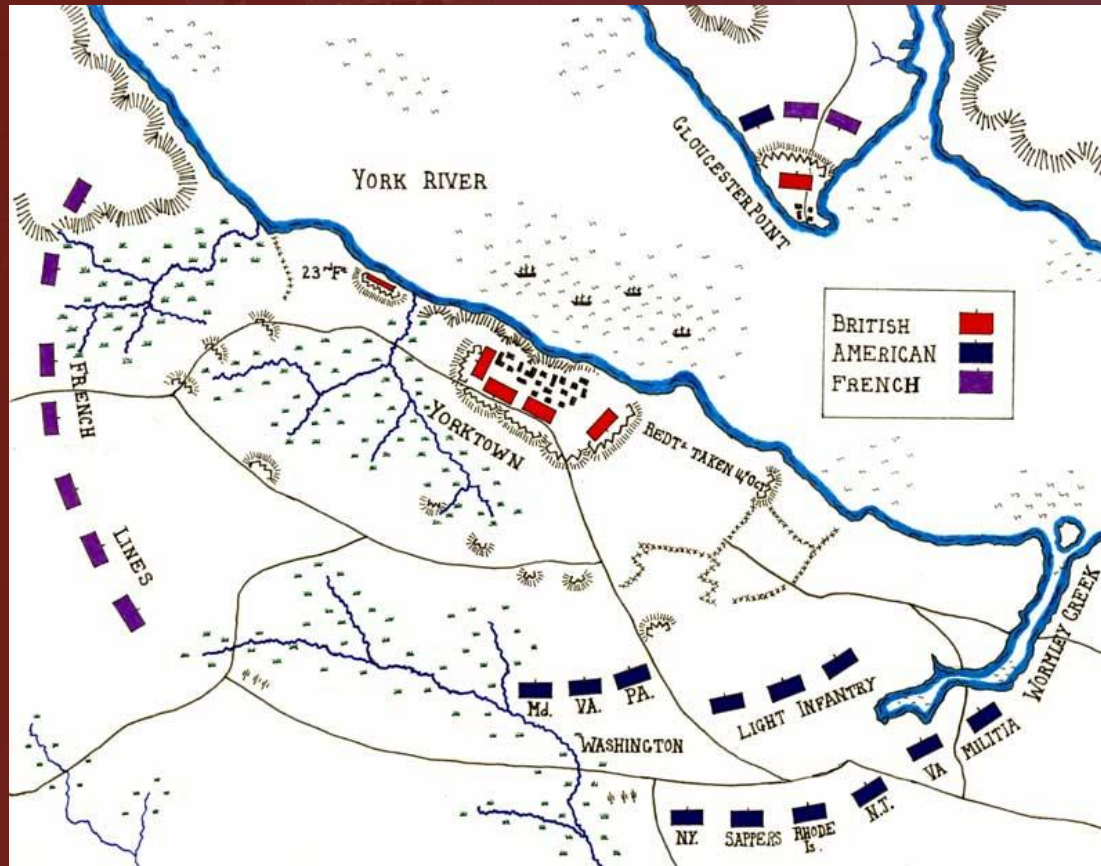 YORK RIVER
GLOUCESTER POINT
23rd Ft
BRITISH
AMERICAN
FRENCH
FRENCH
LINES
YORKTOWN
REDTs TAKEN 14 OCT
WORMLEY CREEK
Md. VA. PA.
LIGHT INFANTRY
WASHINGTON
VA MILITIA
NY. SAPPERS RHODE Is. N.J.